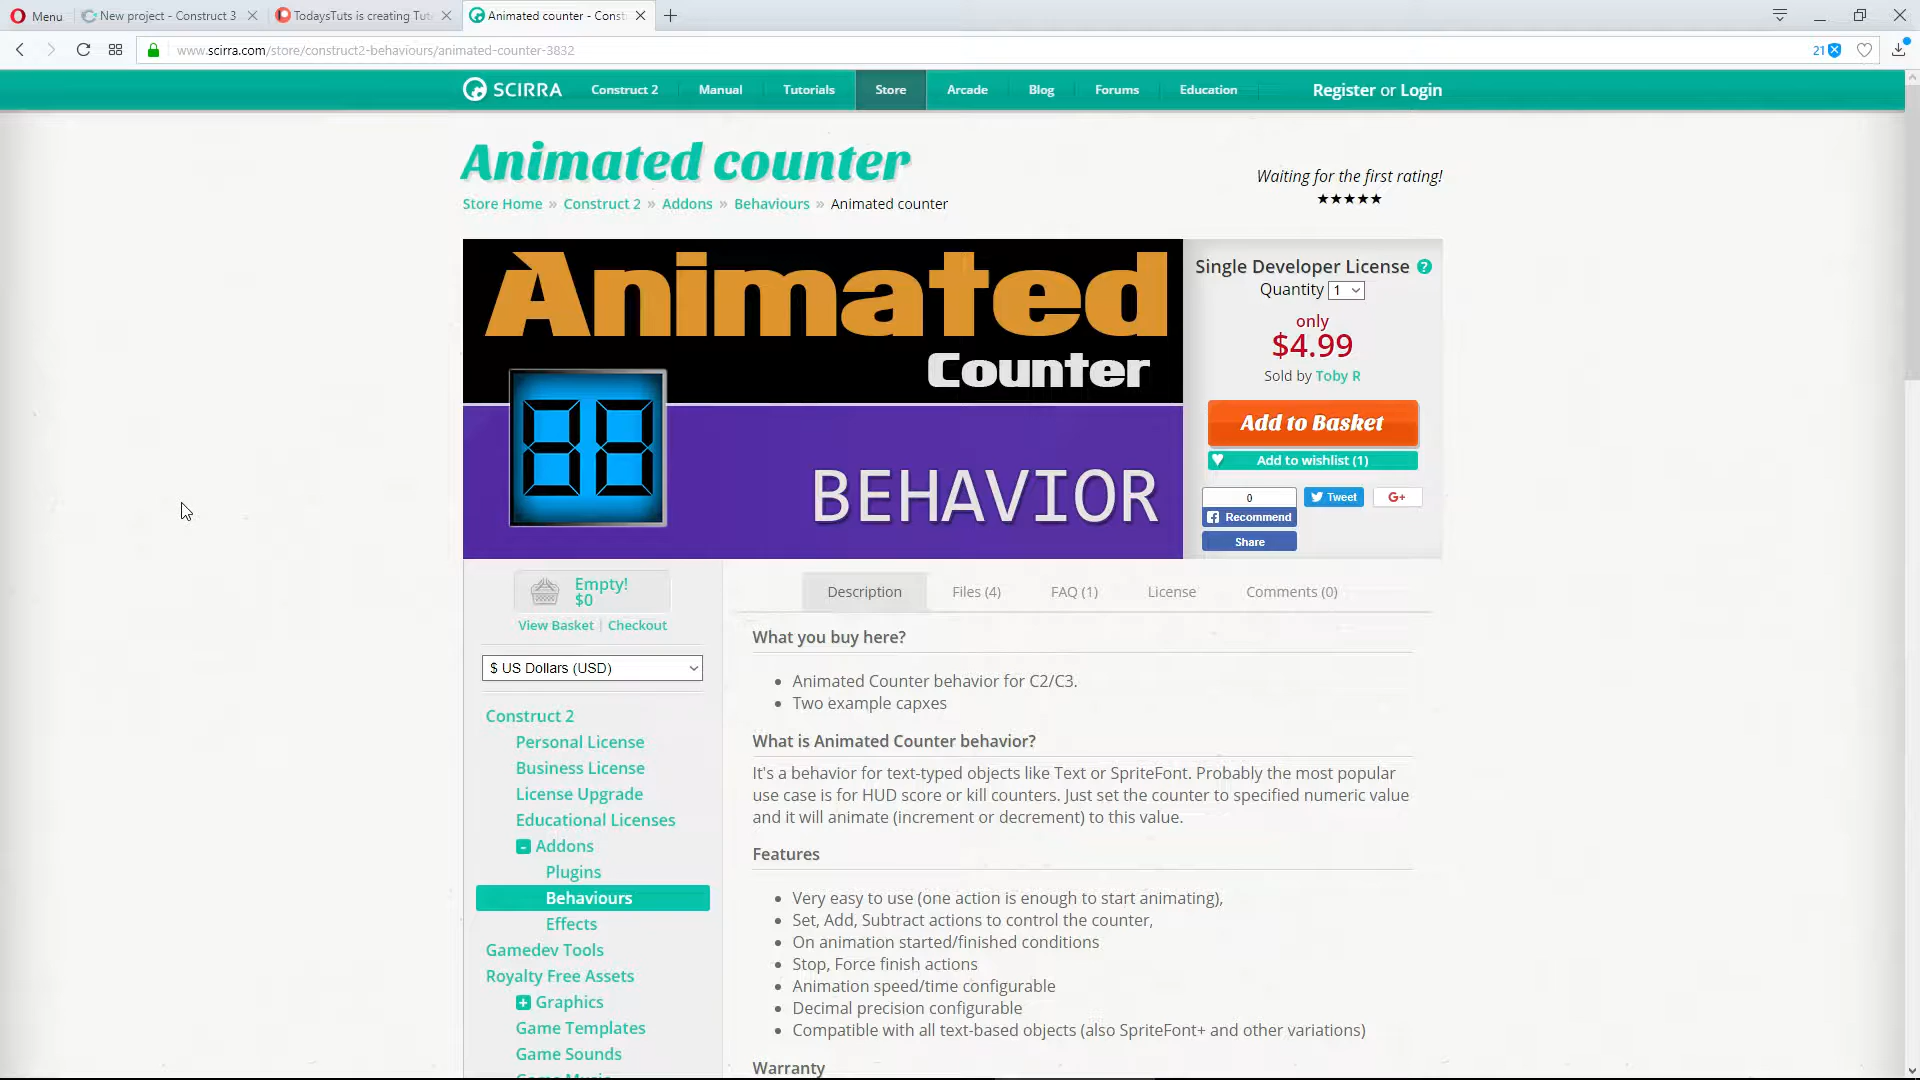 Menu
New project - Construct 3
TodaysTuts is creating Tut
Animated counter - Const
www.scirra.com/store/construct2-behaviours/animated-counter-3832
21
SCIRRA
Construct 2
Manual
Tutorials
Store
Arcade
Blog
Forums
Education
Register or Login
Animated counter
Waiting for the first rating!
★★★★★
Store Home » Construct 2 » Addons » Behaviours » Animated counter
Animated
Counter
BEHAVIOR
88
Single Developer License ?
Quantity 1
only
$4.99
Sold by Toby R
Add to Basket
Add to wishlist (1)
0
Recommend
Share
Tweet
G+
Empty!
$0
View Basket | Checkout
$ US Dollars (USD)
Construct 2
Personal License
Business License
License Upgrade
Educational Licenses
- Addons
Plugins
Behaviours
Effects
Gamedev Tools
Royalty Free Assets
+ Graphics
Game Templates
Game Sounds
Description
Files (4)
FAQ (1)
License
Comments (0)
What you buy here?
• Animated Counter behavior for C2/C3.
• Two example capxes
What is Animated Counter behavior?
It's a behavior for text-typed objects like Text or SpriteFont. Probably the most popular
use case is for HUD score or kill counters. Just set the counter to specified numeric value
and it will animate (increment or decrement) to this value.
Features
• Very easy to use (one action is enough to start animating),
• Set, Add, Subtract actions to control the counter,
• On animation started/finished conditions
• Stop, Force finish actions
• Animation speed/time configurable
• Decimal precision configurable
• Compatible with all text-based objects (also SpriteFont+ and other variations)
Warranty